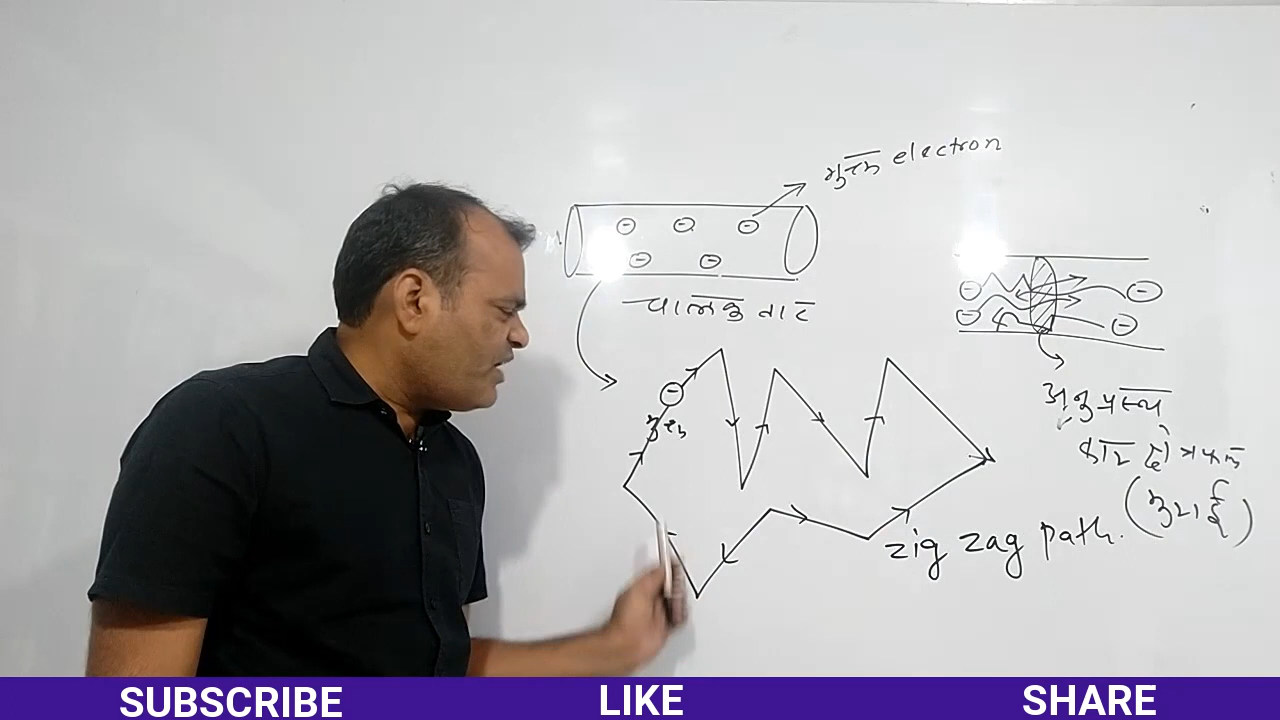 मुक्त electron
चालक तार
मुक्त
अनुप्रस्थ
काट क्षेत्रफल
zig zag path.
SUBSCRIBE LIKE SHARE